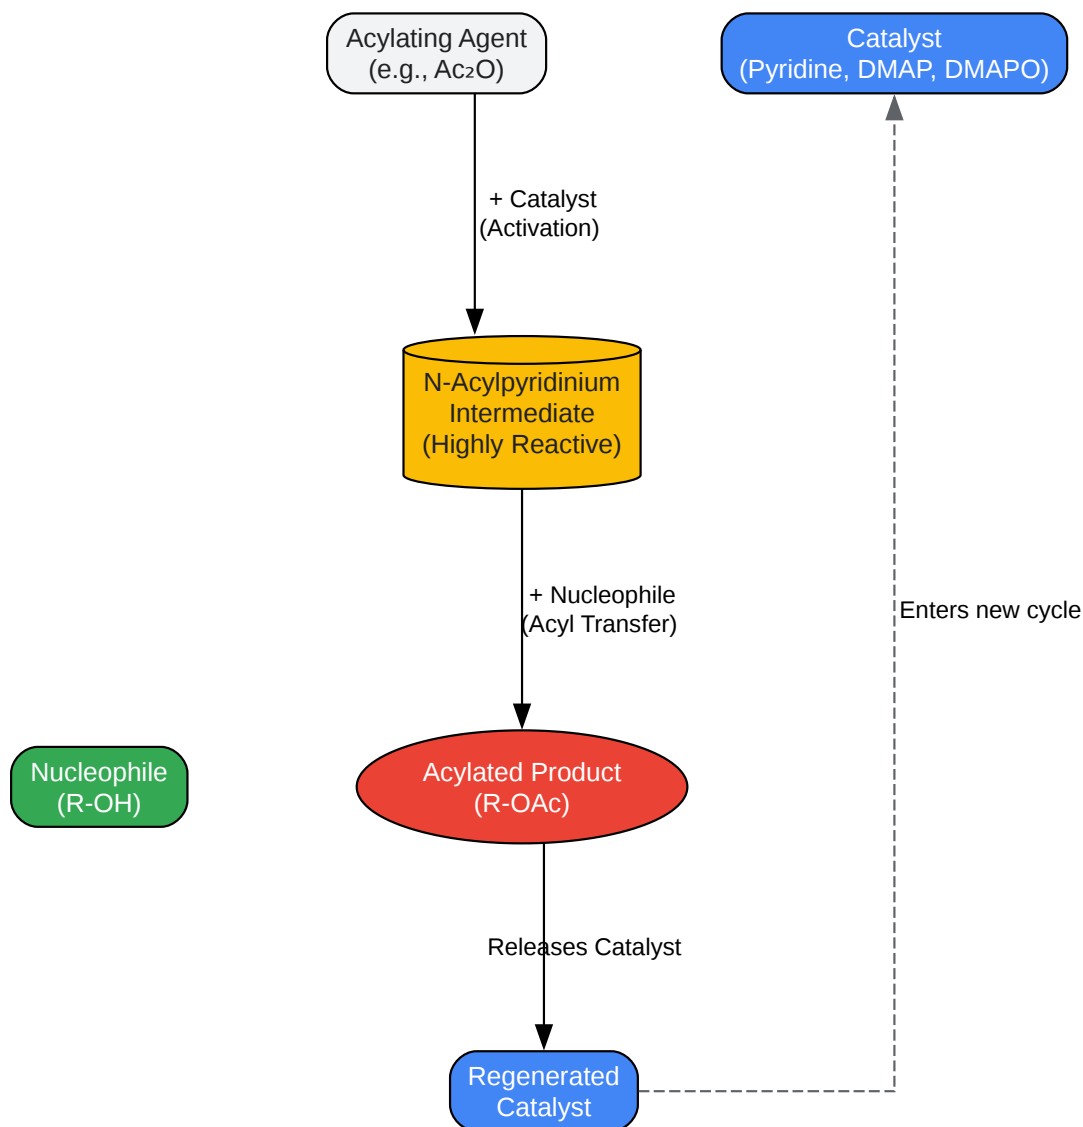 Acylating Agent
(e.g., Ac₂O)
Catalyst
(Pyridine, DMAP, DMAPO)
+ Catalyst
(Activation)
N-Acylpyridinium
Intermediate
(Highly Reactive)
+ Nucleophile
(Acyl Transfer)
Enters new cycle
Nucleophile
(R-OH)
Acylated Product
(R-OAc)
Releases Catalyst
Regenerated
Catalyst